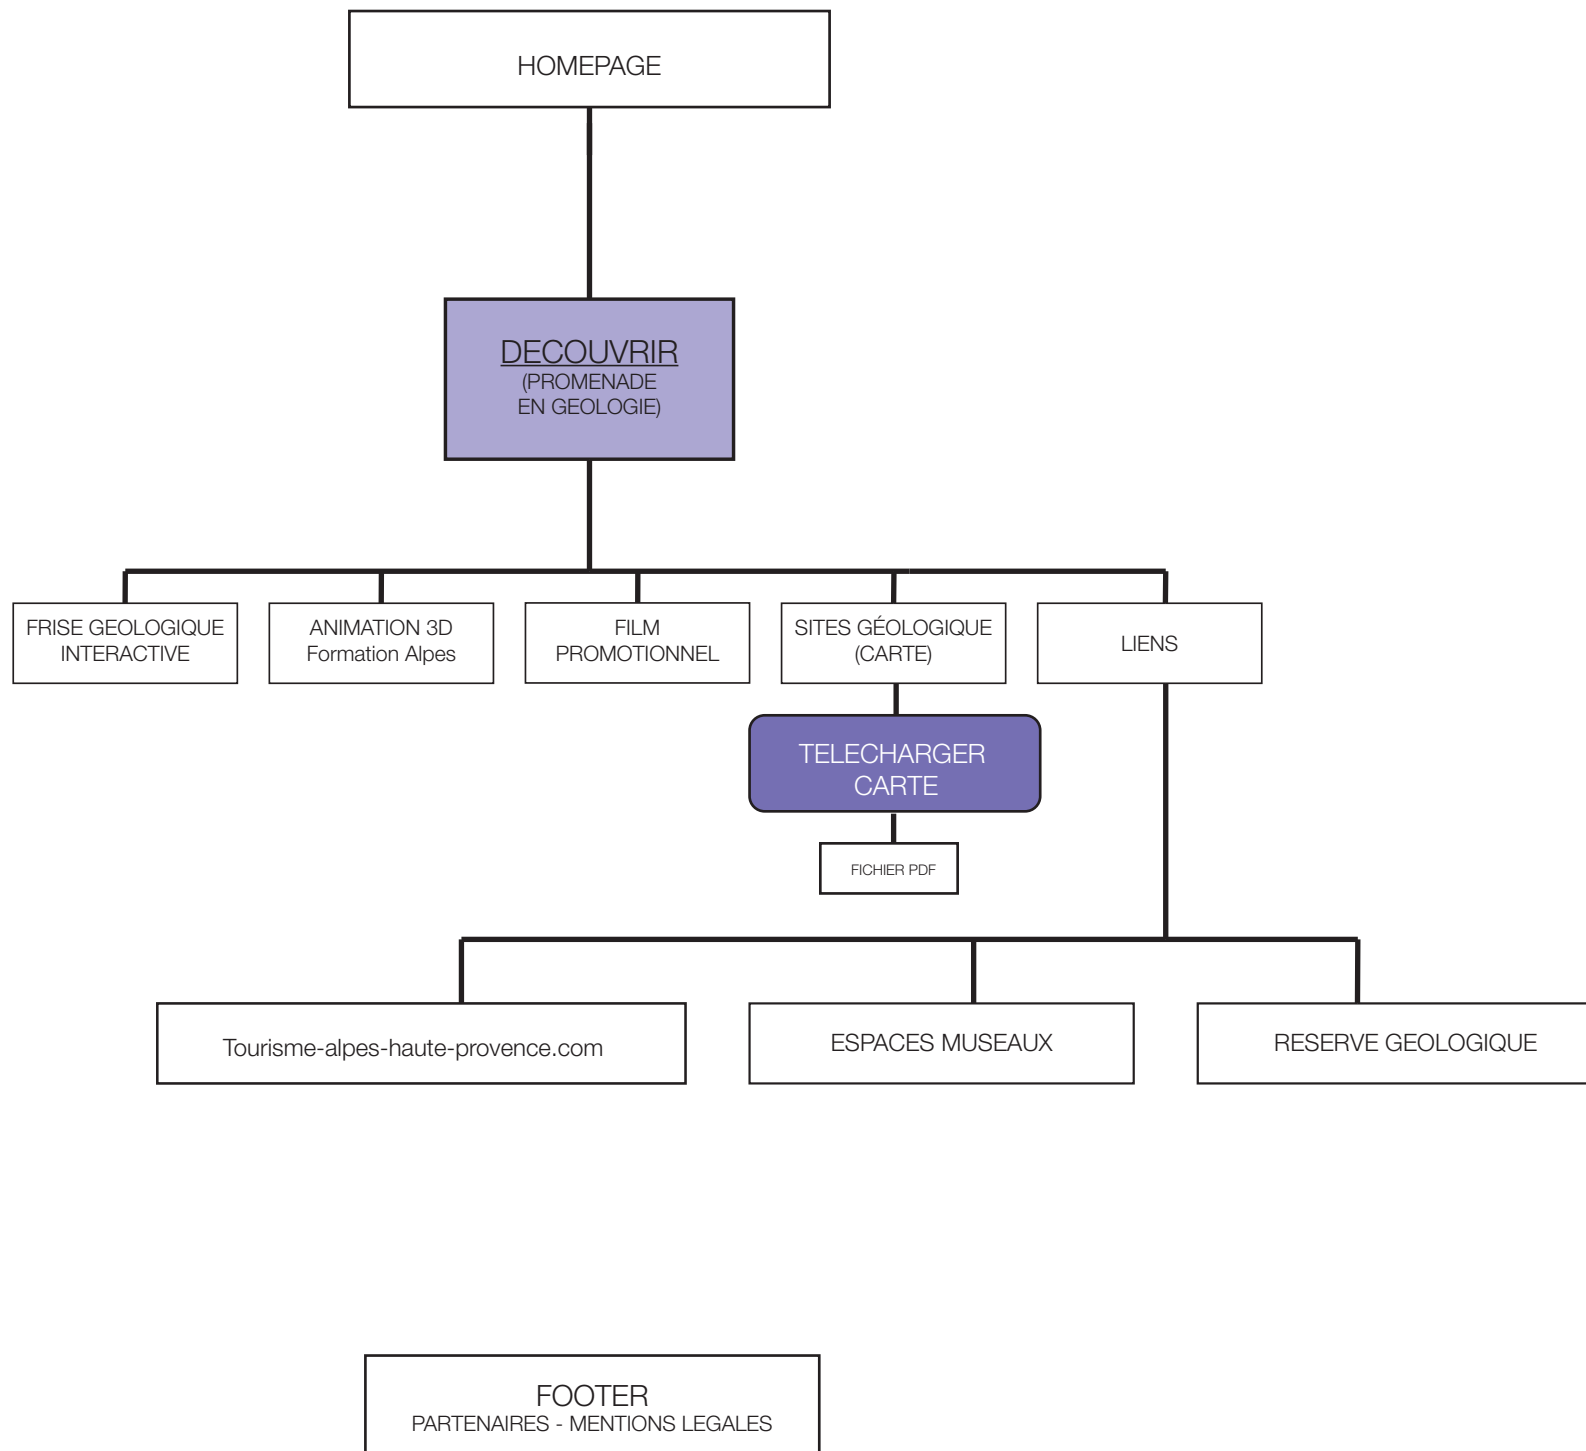 HOMEPAGE
DECOUVRIR
(PROMENADE
EN GEOLOGIE)
FRISE GEOLOGIQUE
INTERACTIVE
ANIMATION 3D
Formation Alpes
FILM
PROMOTIONNEL
SITES GÉOLOGIQUE
(CARTE)
LIENS
TELECHARGER
CARTE
FICHIER PDF
Tourisme-alpes-haute-provence.com
ESPACES MUSEAUX
RESERVE GEOLOGIQUE
FOOTER
PARTENAIRES - MENTIONS LEGALES